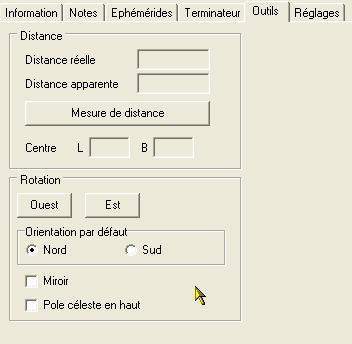 Information Notes Ephémérides Terminateur Outils Réglages
Distance
Distance réelle
Distance apparente
Mesure de distance
Centre L B
Rotation
Ouest Est
Orientation par défaut
Nord Sud
Miroir
Pole céleste en haut